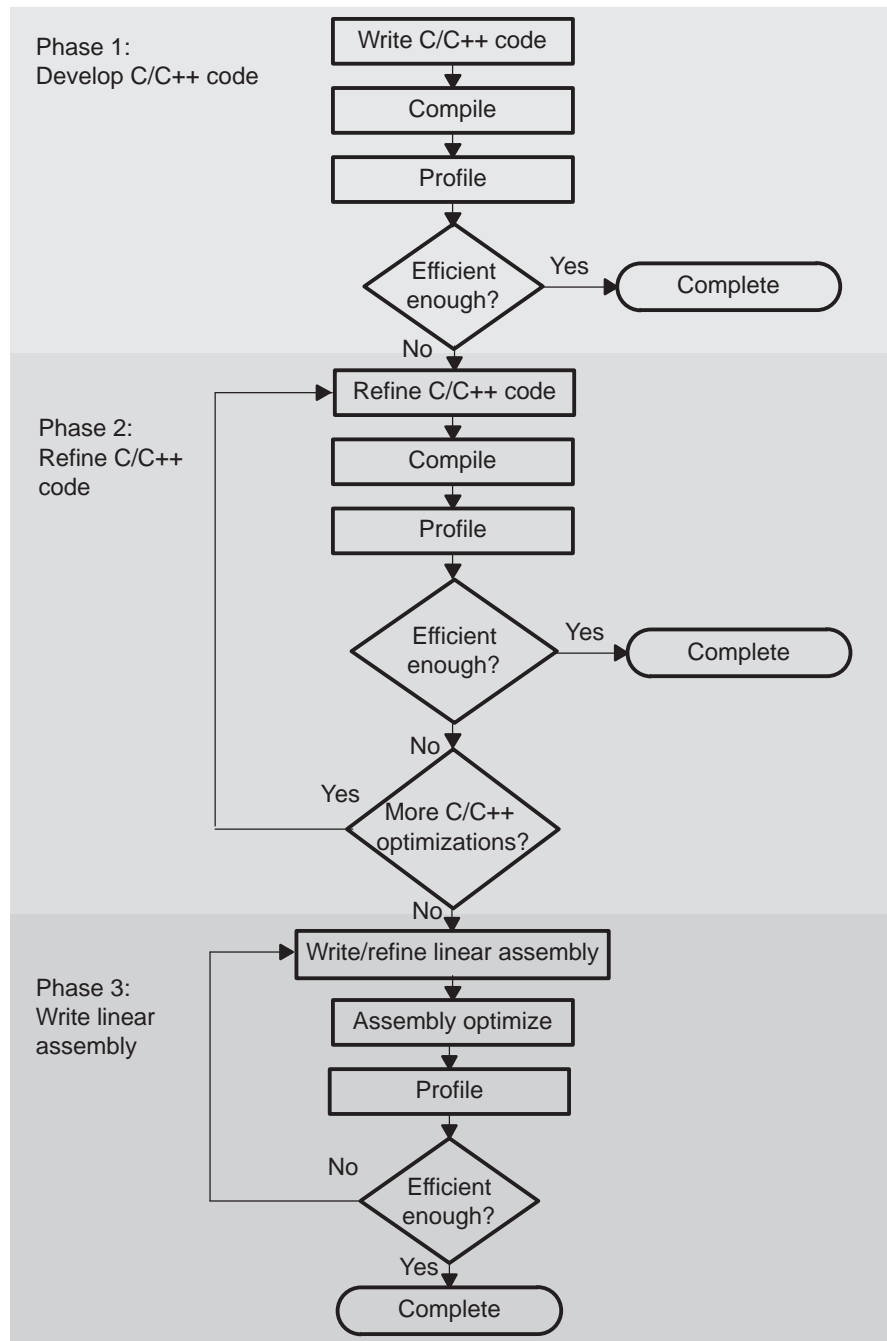 Phase 1:
Develop C/C++ code
Write C/C++ code
Compile
Profile
Efficient
enough?
Yes
Complete
No
Phase 2:
Refine C/C++
code
Refine C/C++ code
Compile
Profile
Efficient
enough?
Yes
Complete
No
Yes
More C/C++
optimizations?
No
Phase 3:
Write linear
assembly
Write/refine linear assembly
Assembly optimize
Profile
No
Efficient
enough?
Yes
Complete